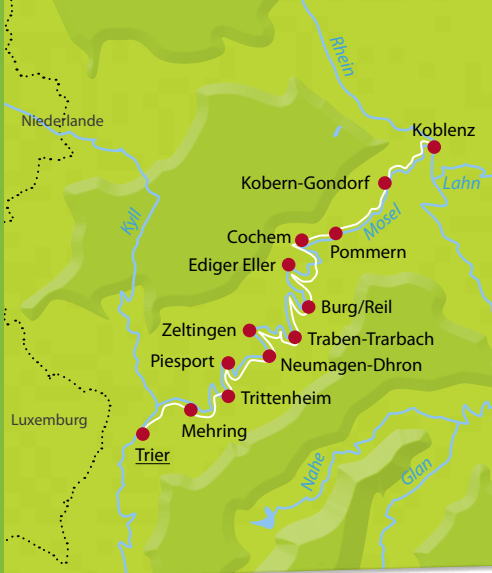 Rhein
Niederlande
Koblenz
Kobern-Gondorf
Lahn
Kyll
Mosel
Cochem
Pommern
Ediger Eller
Burg/Reil
Zeltingen
Traben-Trarbach
Piesport
Neumagen-Dhron
Trittenheim
Luxemburg
Mehring
Trier
Nahe
Glan